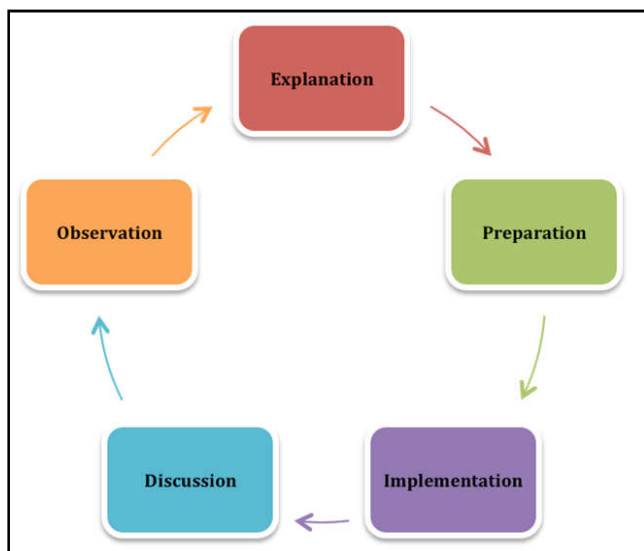 Explanation
Preparation
Implementation
Discussion
Observation